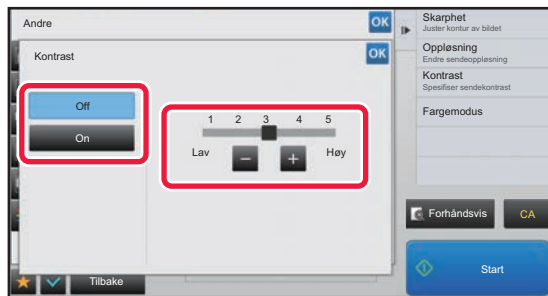 Andre
OK
Kontrast
OK
Off
On
1 2 3 4 5
Lav
Høy
Tilbake
Skarphet
Juster kontur av bildet
Oppløsning
Endre sendeoppløsning
Kontrast
Spesifiser sendekontrast
Fargemodus
Forhåndsvis
CA
Start